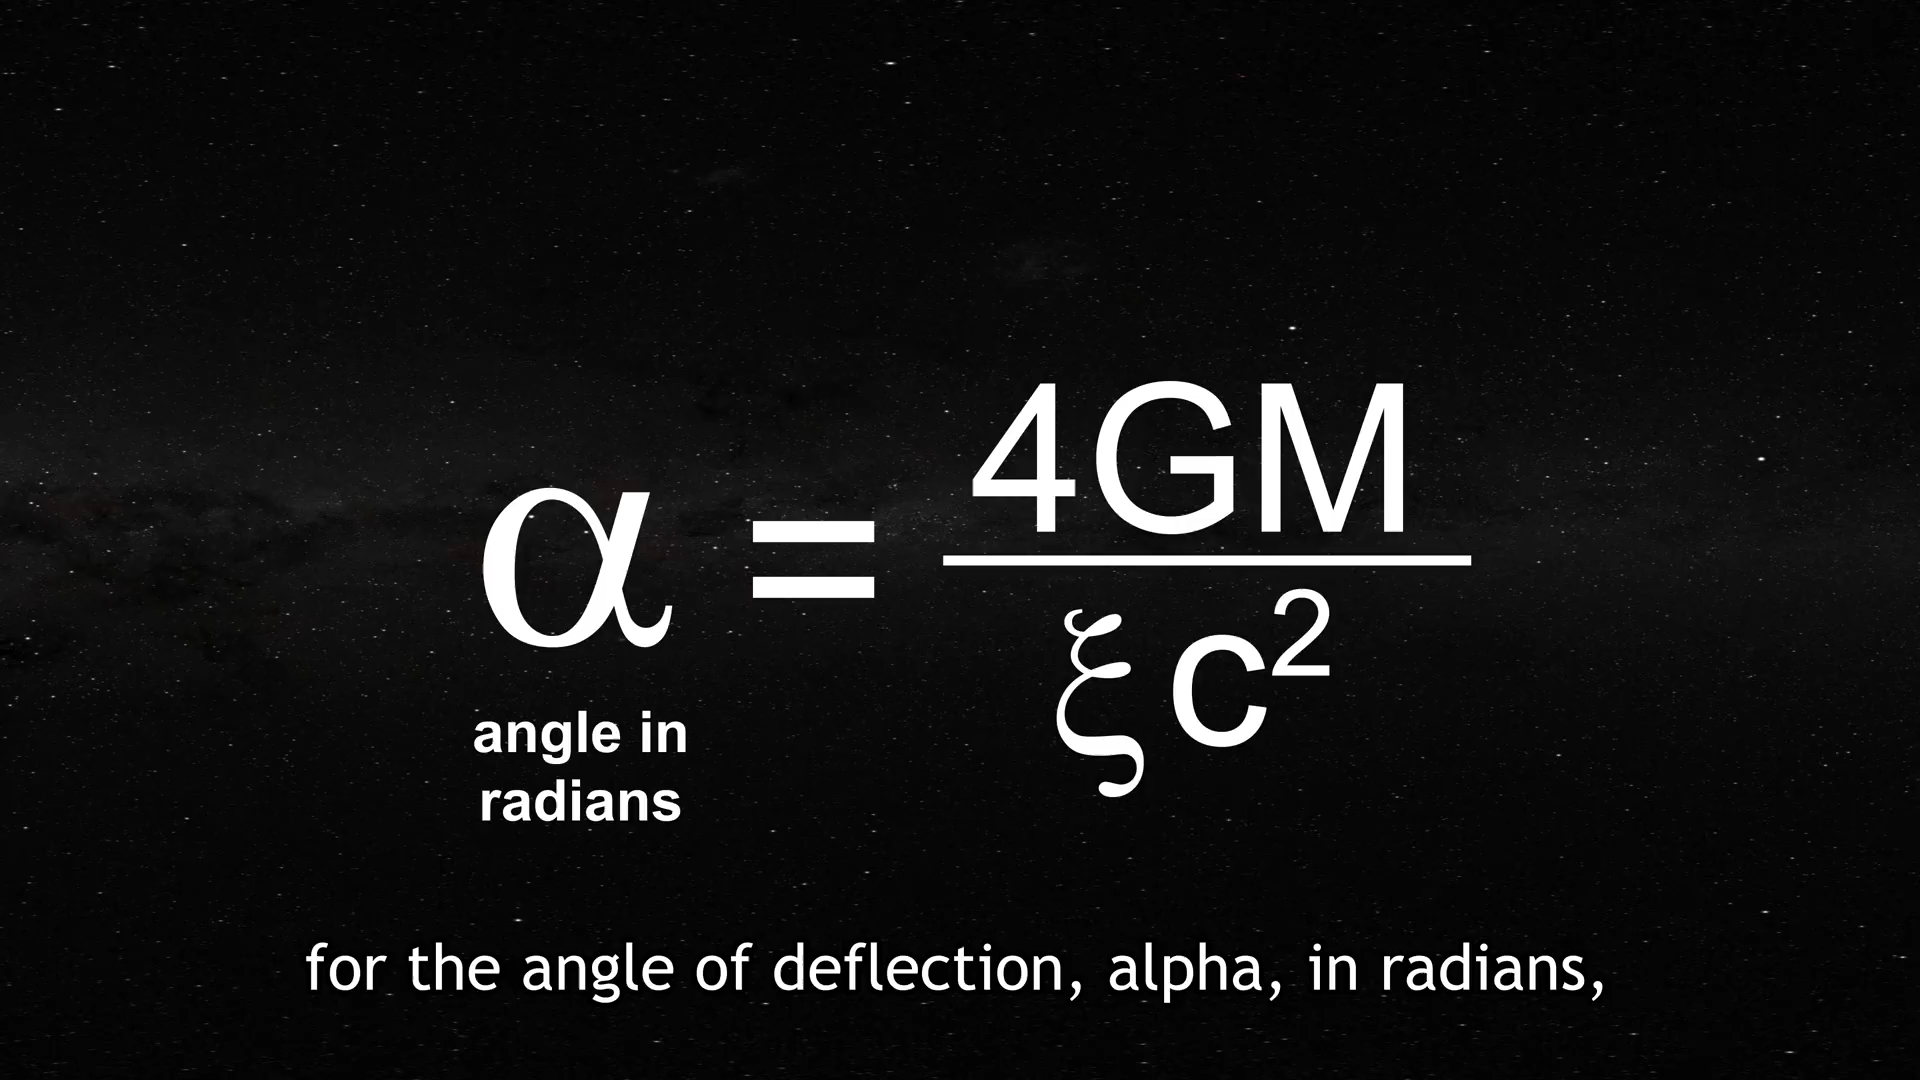 α = 4GM
ξc²
angle in
radians
for the angle of deflection, alpha, in radians,